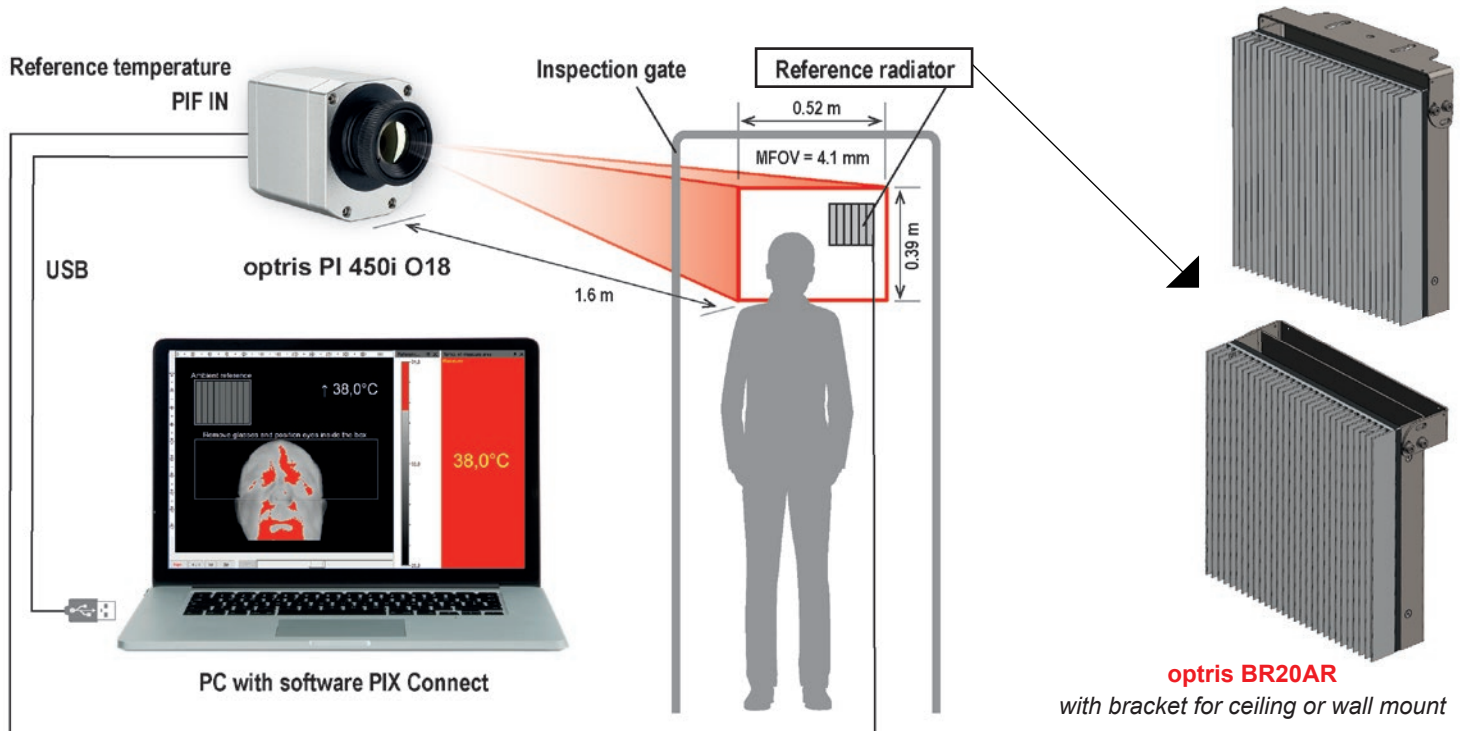 Reference temperature
PIF IN
Inspection gate
Reference radiator
0.52 m
MFOV = 4.1 mm
0.39 m
USB
optris PI 450i O18
1.6 m
Ambient reference
↑ 38,0°C
Remove glasses and position eyes inside the box
38,0°C
PC with software PIX Connect
optris BR20AR
with bracket for ceiling or wall mount